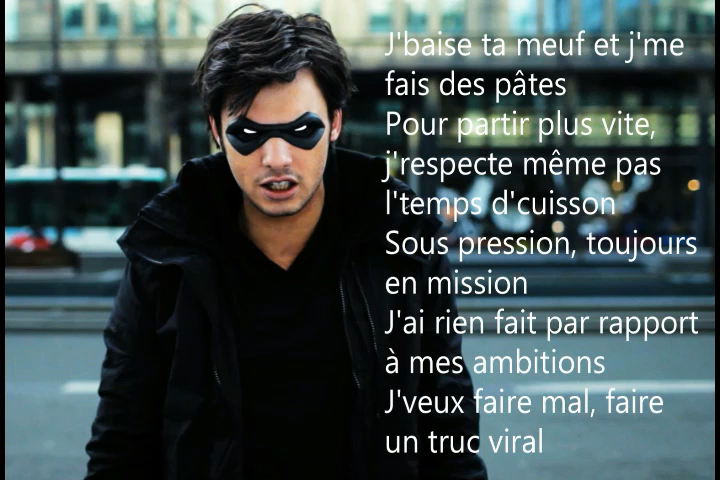 J'baise ta meuf et j'me
fais des pâtes
Pour partir plus vite,
j'respecte même pas
l'temps d'cuisson
Sous pression, toujours
en mission
J'ai rien fait par rapport
à mes ambitions
J'veux faire mal, faire
un truc viral